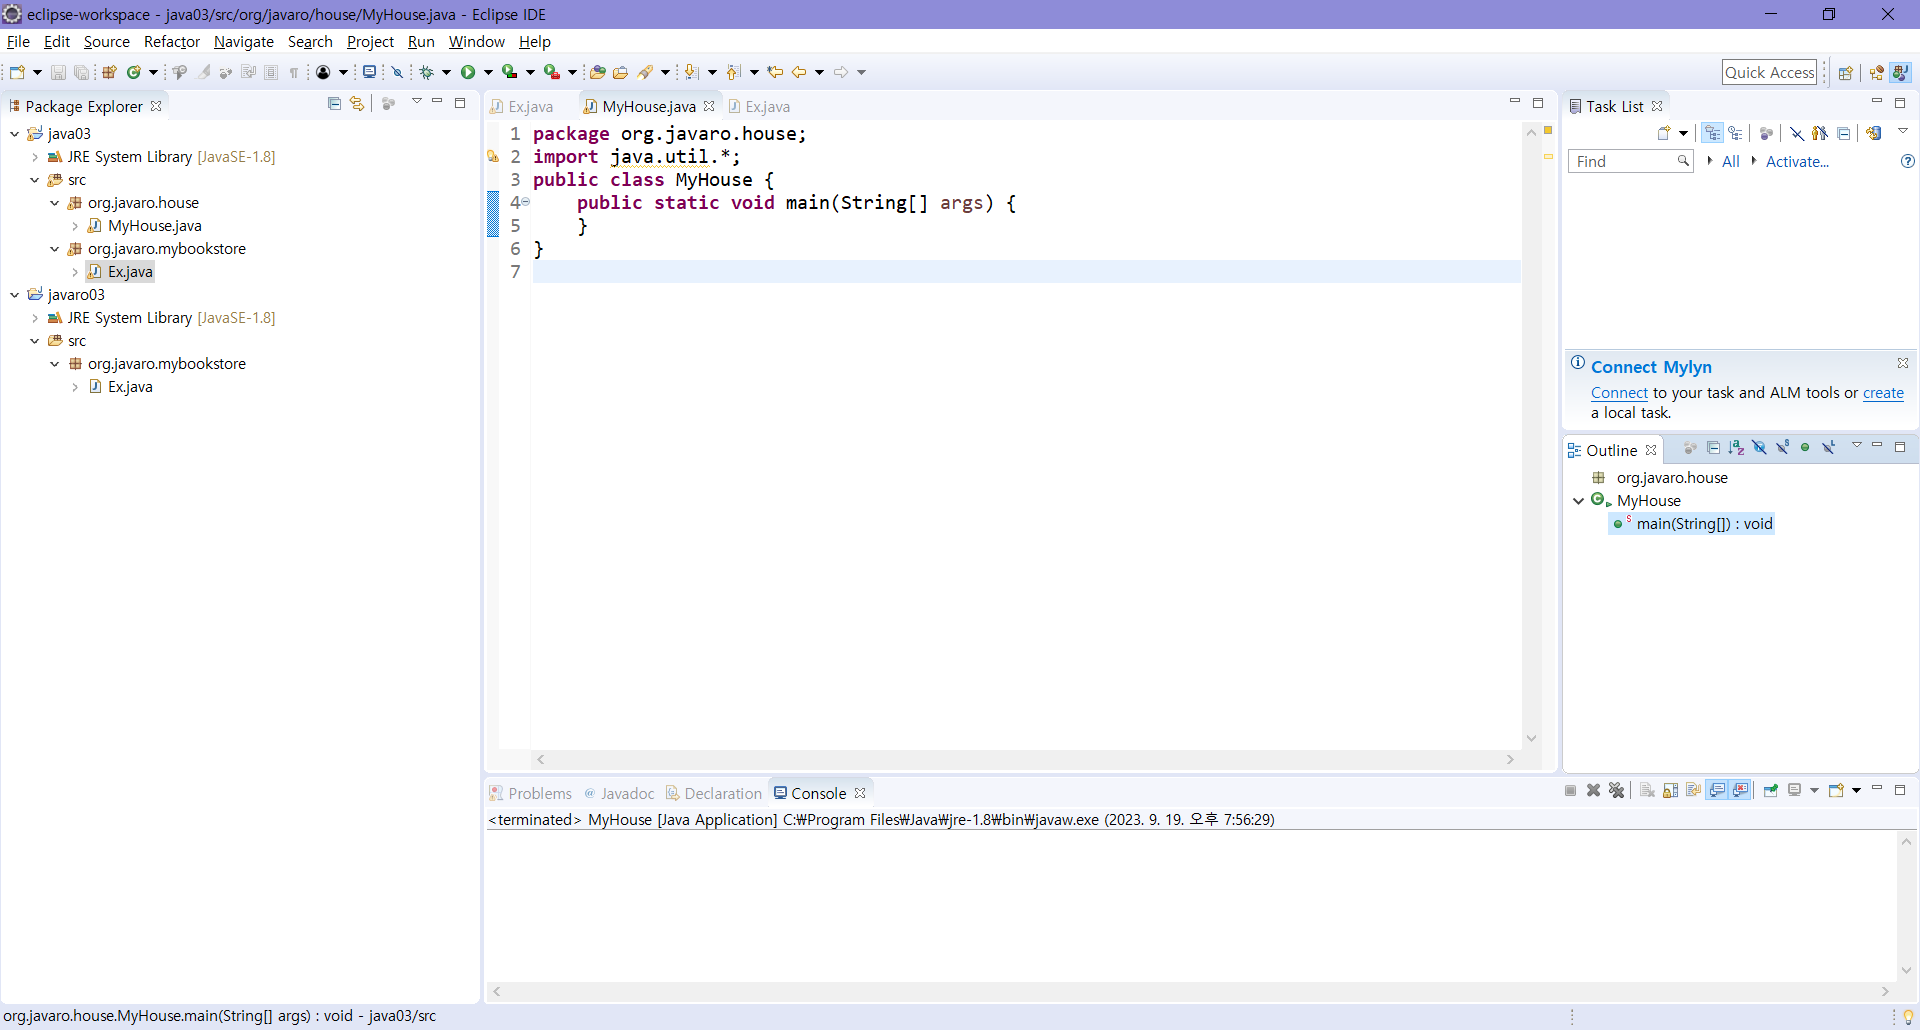 eclipse-workspace - java03/src/org/javaro/house/MyHouse.java - Eclipse IDE
File Edit Source Refactor Navigate Search Project Run Window Help
Quick Access
Package Explorer
java03
JRE System Library [JavaSE-1.8]
src
org.javaro.house
MyHouse.java
org.javaro.mybookstore
Ex.java
javaro03
JRE System Library [JavaSE-1.8]
src
org.javaro.mybookstore
Ex.java
Ex.java MyHouse.java Ex.java
1 package org.javaro.house;
2 import java.util.*;
3 public class MyHouse {
4 public static void main(String[] args) {
5 }
6 }
7
Task List
Find All Activate...
Connect Mylyn
Connect to your task and ALM tools or create
a local task.
Outline
org.javaro.house
MyHouse
main(String[]) : void
Problems Javadoc Declaration Console
<terminated> MyHouse [Java Application] C:₩Program Files₩Java₩jre-1.8₩bin₩javaw.exe (2023. 9. 19. 오후 7:56:29)
org.javaro.house.MyHouse.main(String[] args) : void - java03/src